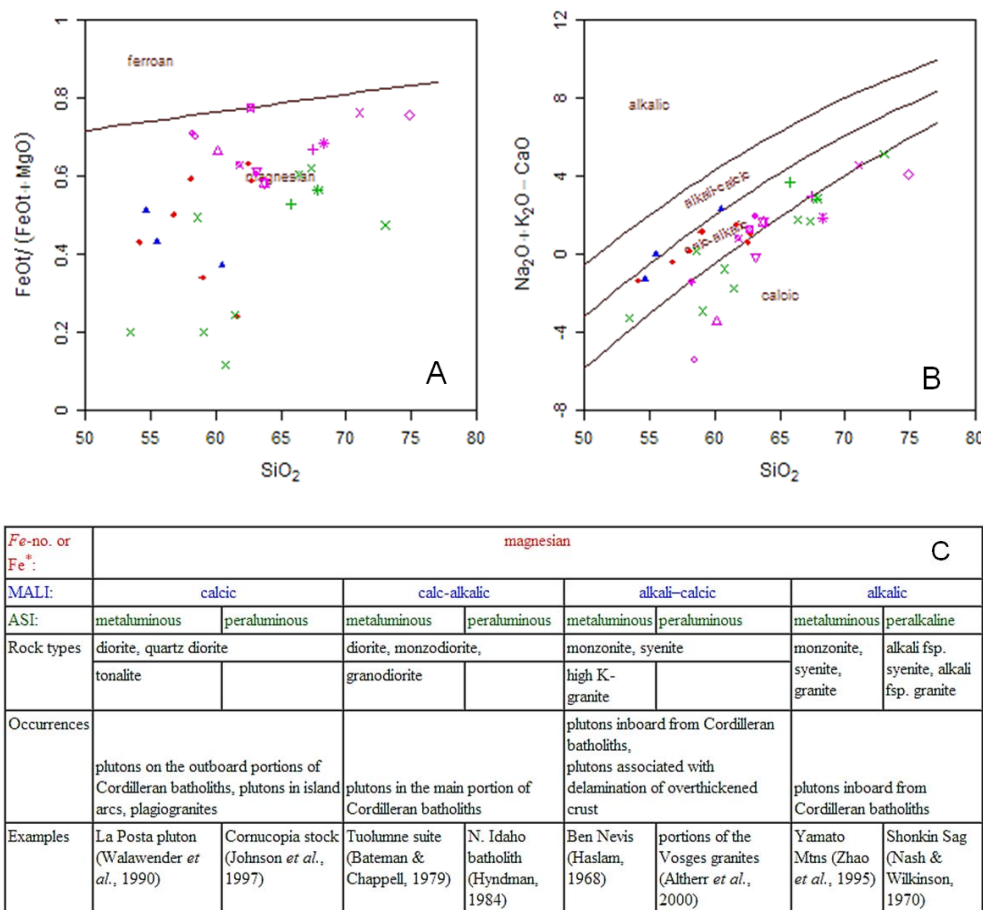 1
0.8
0.6
0.4
0.2
0
FeOt/ (FeOt + MgO)
ferroan
magnesian
A
50 55 60 65 70 75 80
SiO2
12
8
4
0
-4
-8
Na2O + K2O − CaO
alkalic
alkali-calcic
calc-alkalic
calcic
B
50 55 60 65 70 75 80
SiO2
Fe-no. or
Fe*:
magnesian
C
MALI: calcic calc-alkalic alkali–calcic alkalic
ASI: metaluminous peraluminous metaluminous peraluminous metaluminous peraluminous metaluminous peralkaline
Rock types
diorite, quartz diorite
tonalite
diorite, monzodiorite,
granodiorite
monzonite, syenite
high K-
granite
monzonite,
syenite,
granite
alkali fsp.
syenite, alkali
fsp. granite
Occurrences
plutons on the outboard portions of
Cordilleran batholiths, plutons in island
arcs, plagiogranites
plutons in the main portion of
Cordilleran batholiths
plutons inboard from Cordilleran
batholiths,
plutons associated with
delamination of overthickened
crust
plutons inboard from
Cordilleran batholiths
Examples
La Posta pluton
(Walawender et
al., 1990)
Cornucopia stock
(Johnson et al.,
1997)
Tuolumne suite
(Bateman &
Chappell, 1979)
N. Idaho
batholith
(Hyndman,
1984)
Ben Nevis
(Haslam,
1968)
portions of the
Vosges granites
(Altherr et al.,
2000)
Yamato
Mtns (Zhao
et al., 1995)
Shonkin Sag
(Nash &
Wilkinson,
1970)